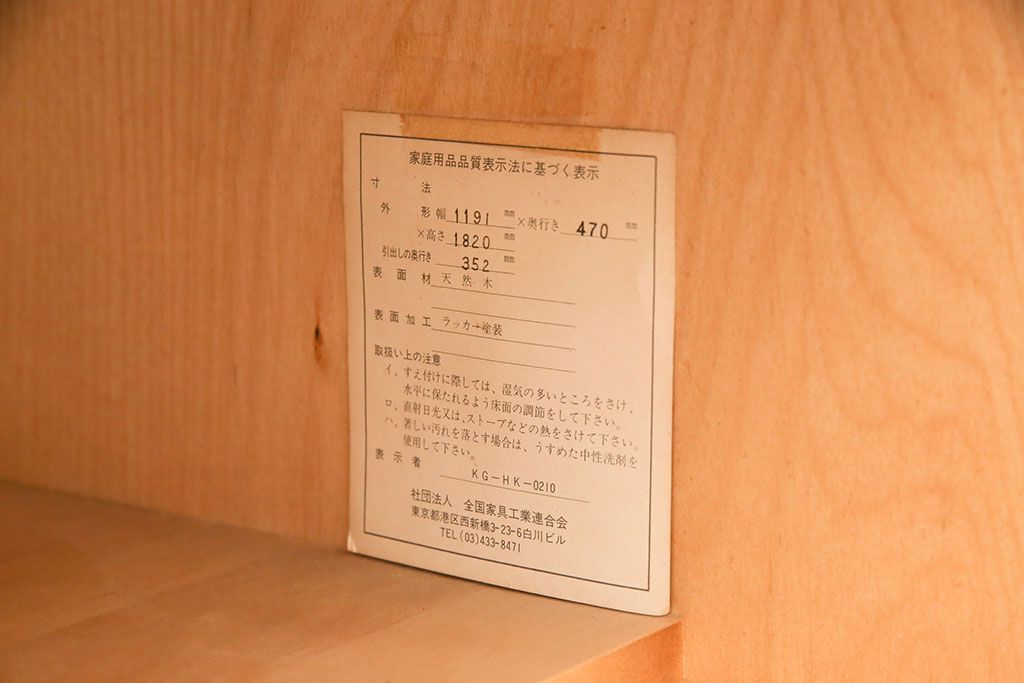 家庭用品品質表示法に基づく表示
寸法
外形 幅 1191 mm ×奥行き 470 mm
×高さ 1820 mm
引出しの奥行き 352 mm
表面材 天然木
表面加工 ラッカー塗装
取扱い上の注意
イ、すえ付けに際しては、湿気の多いところをさけ、
水平に保たれるよう床面の調節をして下さい。
ロ、直射日光又は、ストーブなどの熱をさけて下さい。
ハ、著しい汚れを落とす場合は、うすめた中性洗剤を
使用して下さい。
表示者 KG-HK-0210
社団法人 全国家具工業連合会
東京都港区西新橋3-23-6白川ビル
TEL (03)433-8471